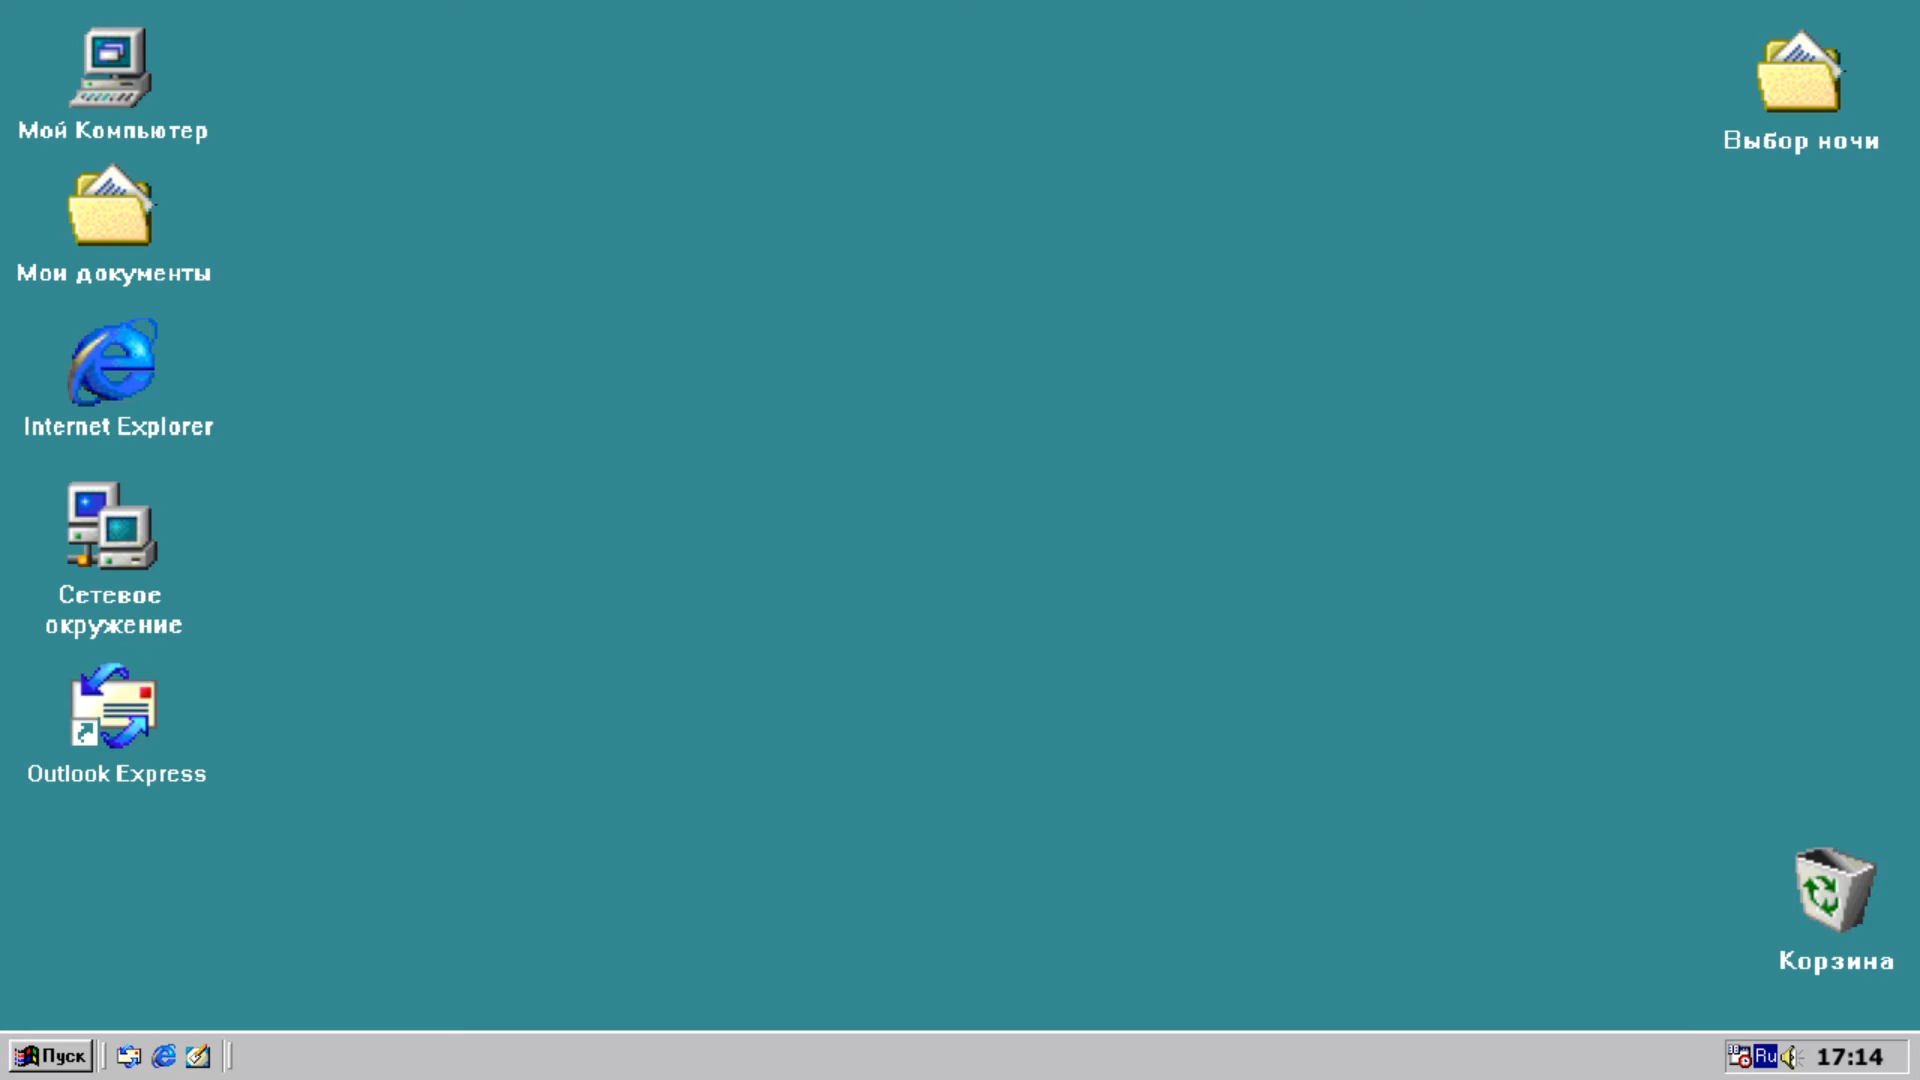 Мой Компьютер
Мои документы
Internet Explorer
Сетевое
окружение
Outlook Express
Выбор ночи
Корзина
Пуск
Ru
17:14